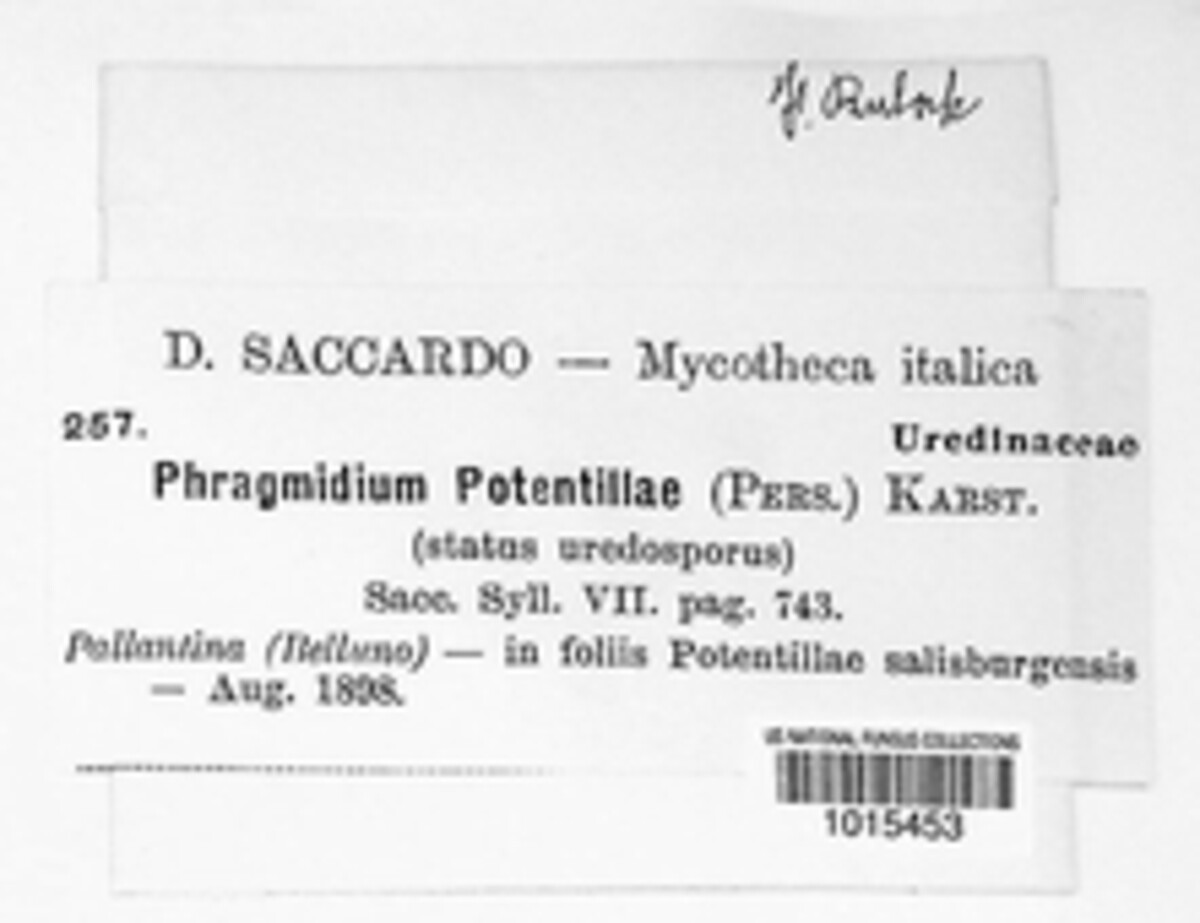 D. SACCARDO — Mycotheca italica
257.
Uredinaceae
Phragmidium Potentillae (PERS.) KARST.
(status uredosporus)
Sacc. Syll. VII. pag. 743.
Pallantina (Belluno) — in foliis Potentillae salisburgensis
— Aug. 1898.
US NATIONAL FUNGUS COLLECTIONS
1015453